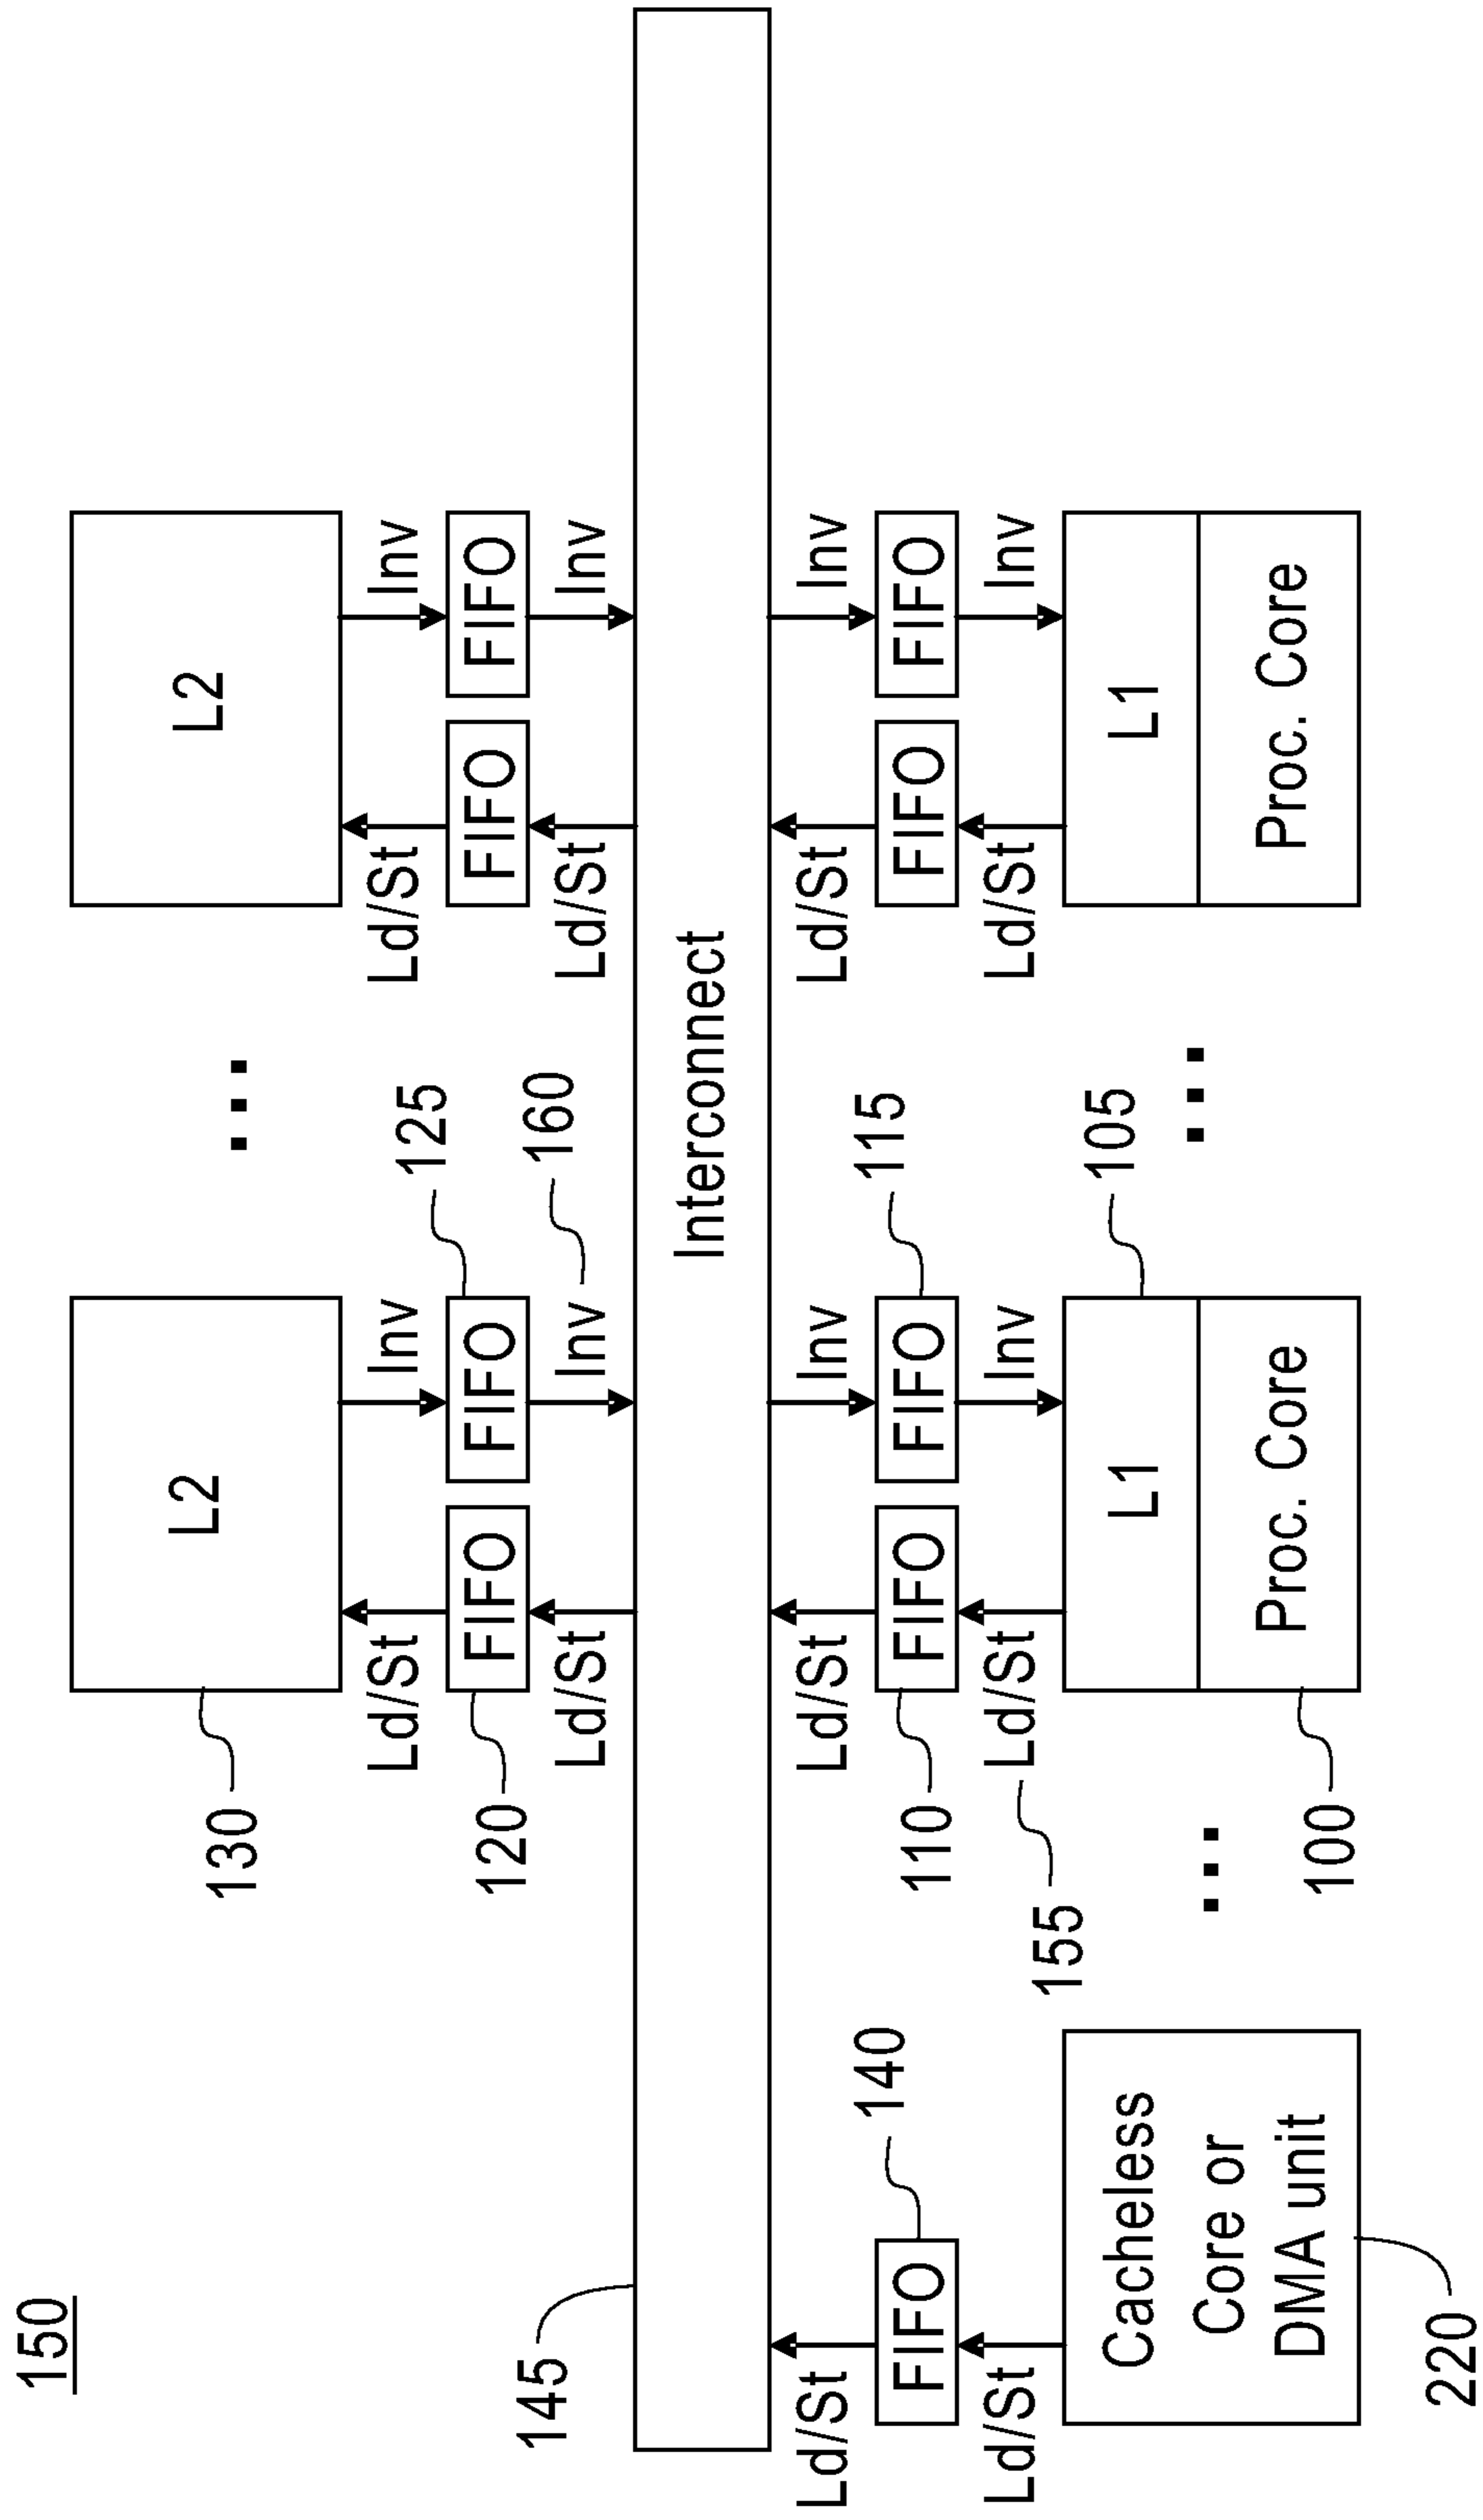 150
L2
L2
130
Ld/St
Inv
125
Ld/St
Inv
120
FIFO
FIFO
FIFO
FIFO
145
160
Ld/St
Inv
Ld/St
Inv
Interconnect
Ld/St
Ld/St
Inv
Ld/St
Inv
140
115
FIFO
110
FIFO
FIFO
FIFO
FIFO
Ld/St
155
Ld/St
Inv
Ld/St
Inv
105
Cacheless
Core or
DMA unit
L1
L1
Proc. Core
Proc. Core
100
220